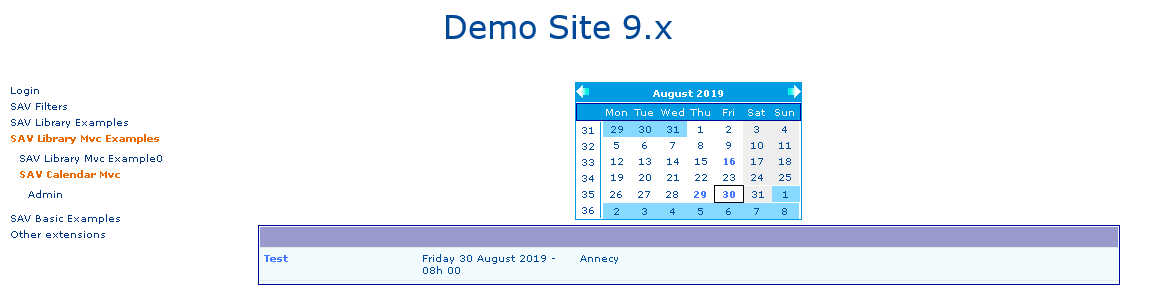 Demo Site 9.x
Login
SAV Filters
SAV Library Examples
SAV Library Mvc Examples
SAV Library Mvc Example0
SAV Calendar Mvc
Admin
SAV Basic Examples
Other extensions
August 2019
Mon Tue Wed Thu Fri Sat Sun
31 29 30 31 1 2 3 4
32 5 6 7 8 9 10 11
33 12 13 14 15 16 17 18
34 19 20 21 22 23 24 25
35 26 27 28 29 30 31 1
36 2 3 4 5 6 7 8
Test Friday 30 August 2019 - Annecy
08h 00